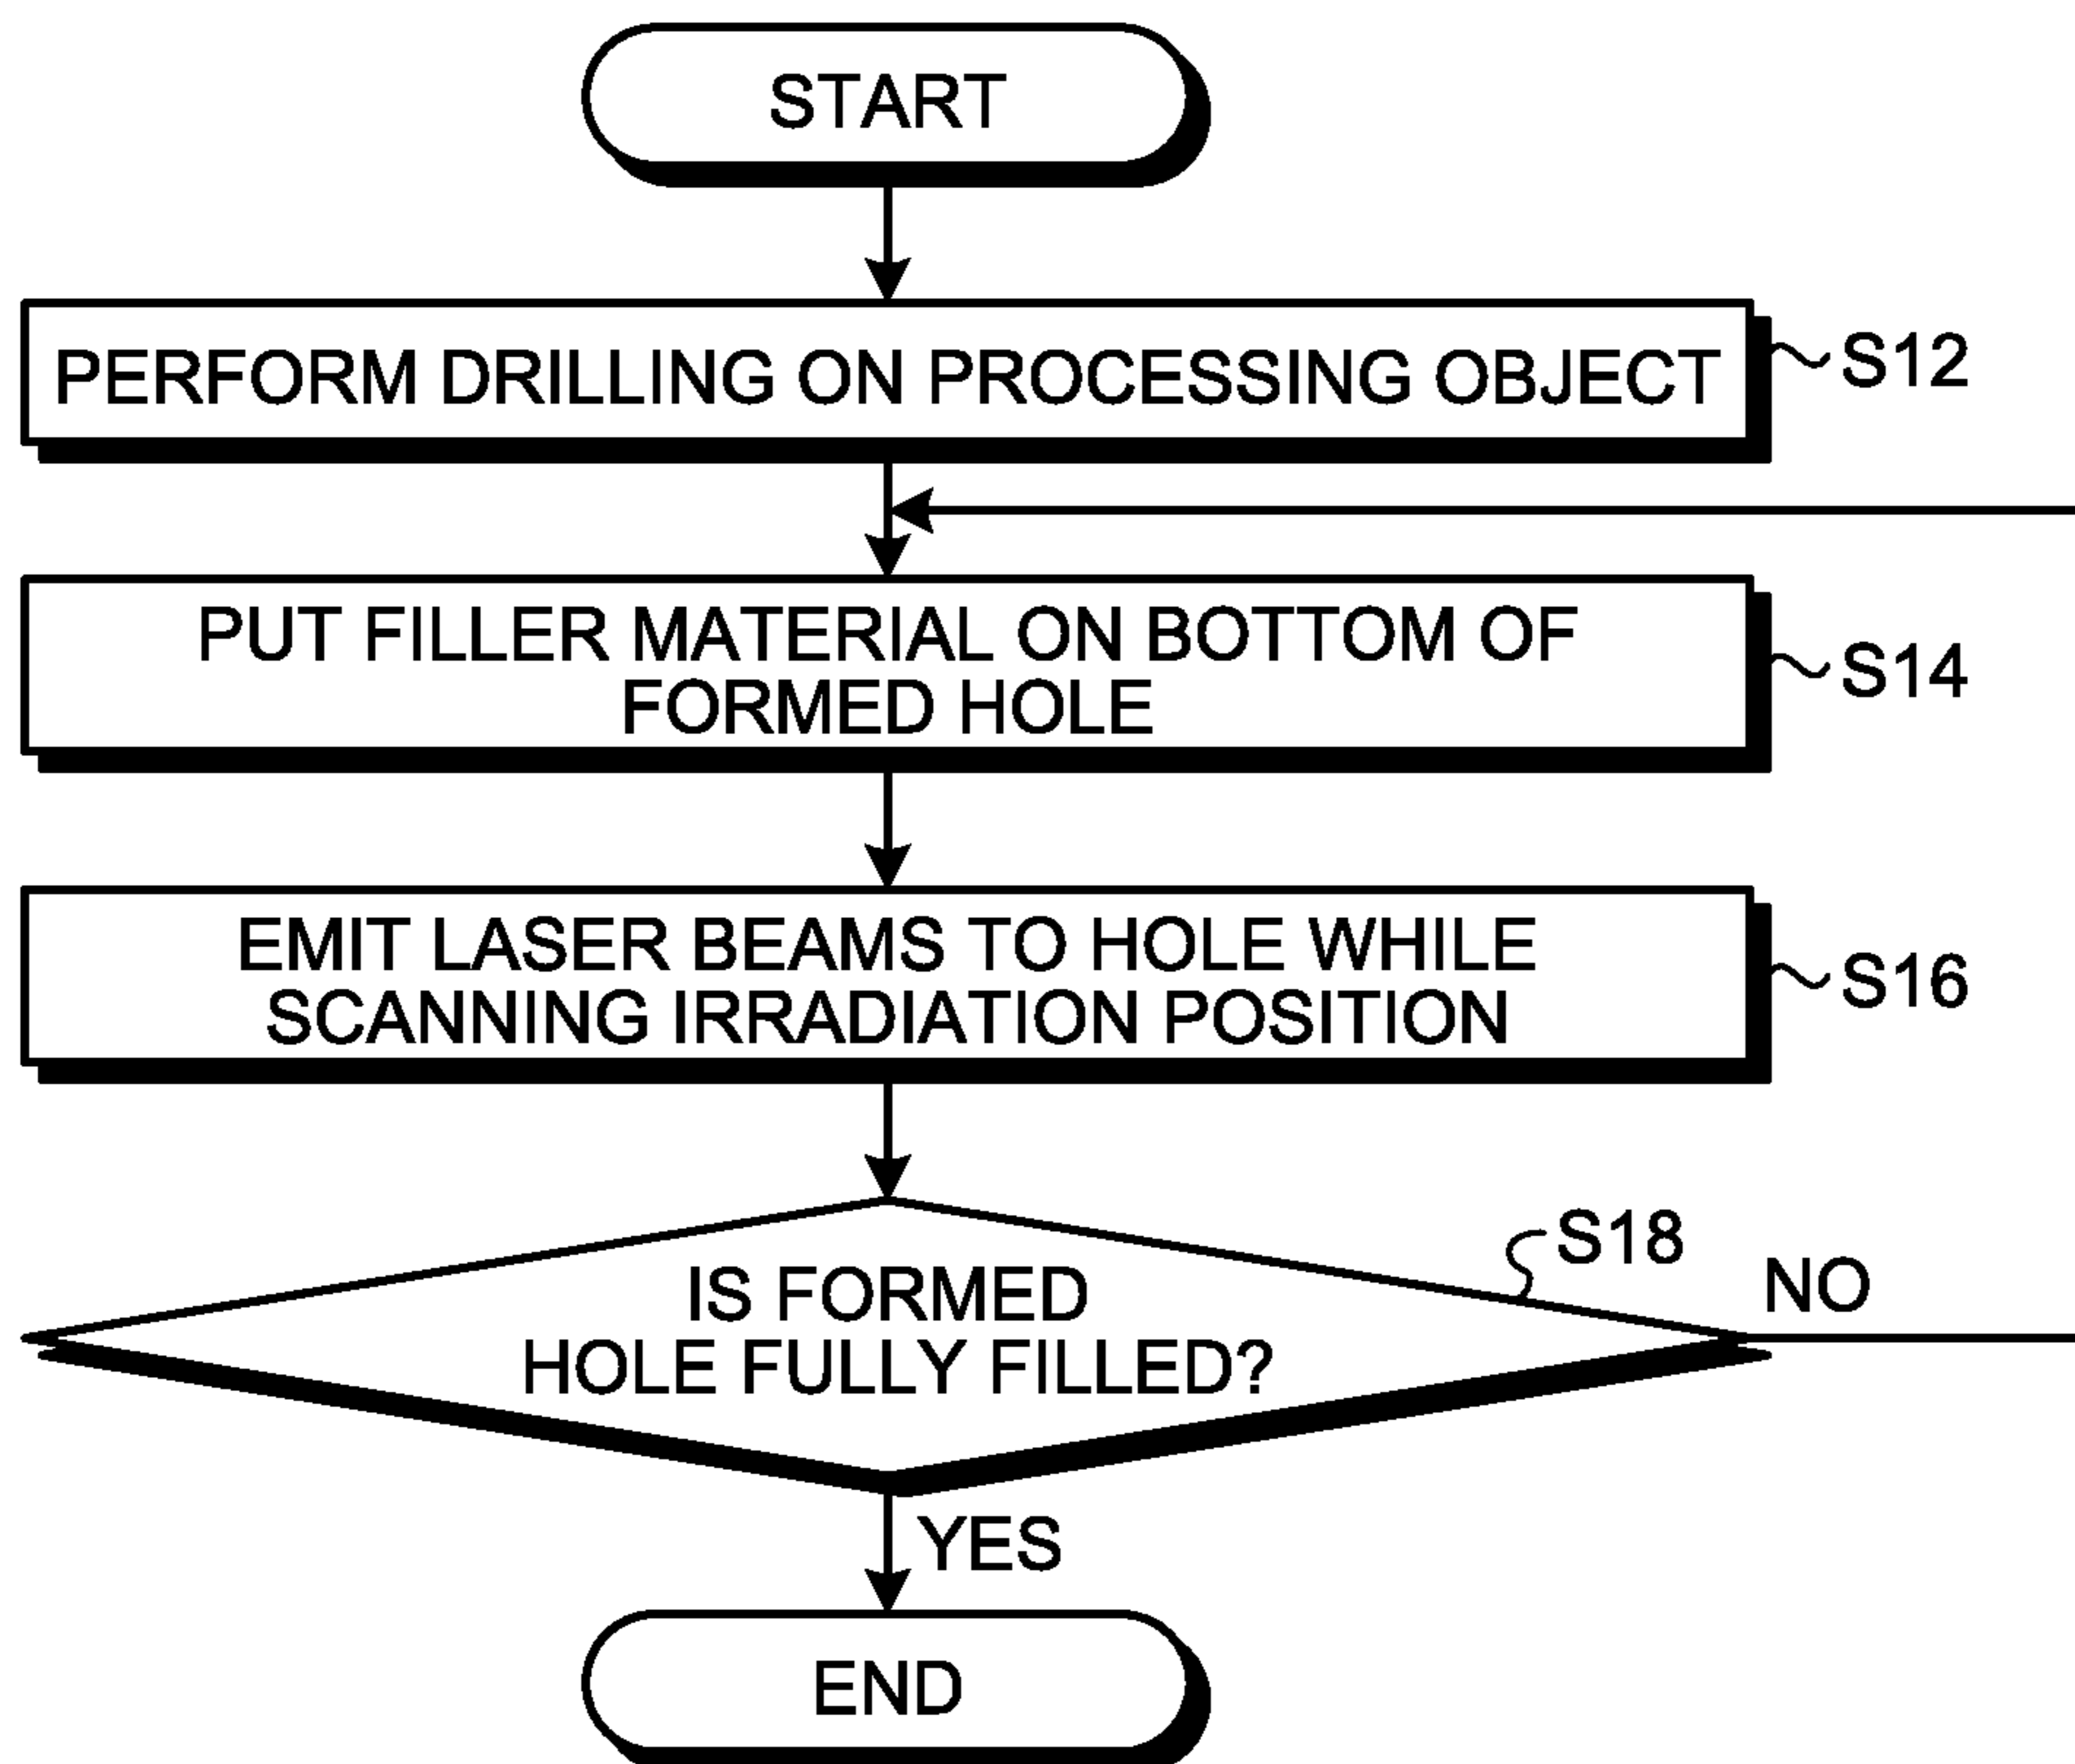 START
PERFORM DRILLING ON PROCESSING OBJECT
S12
PUT FILLER MATERIAL ON BOTTOM OF
FORMED HOLE
S14
EMIT LASER BEAMS TO HOLE WHILE
SCANNING IRRADIATION POSITION
S16
S18
IS FORMED
HOLE FULLY FILLED?
NO
YES
END